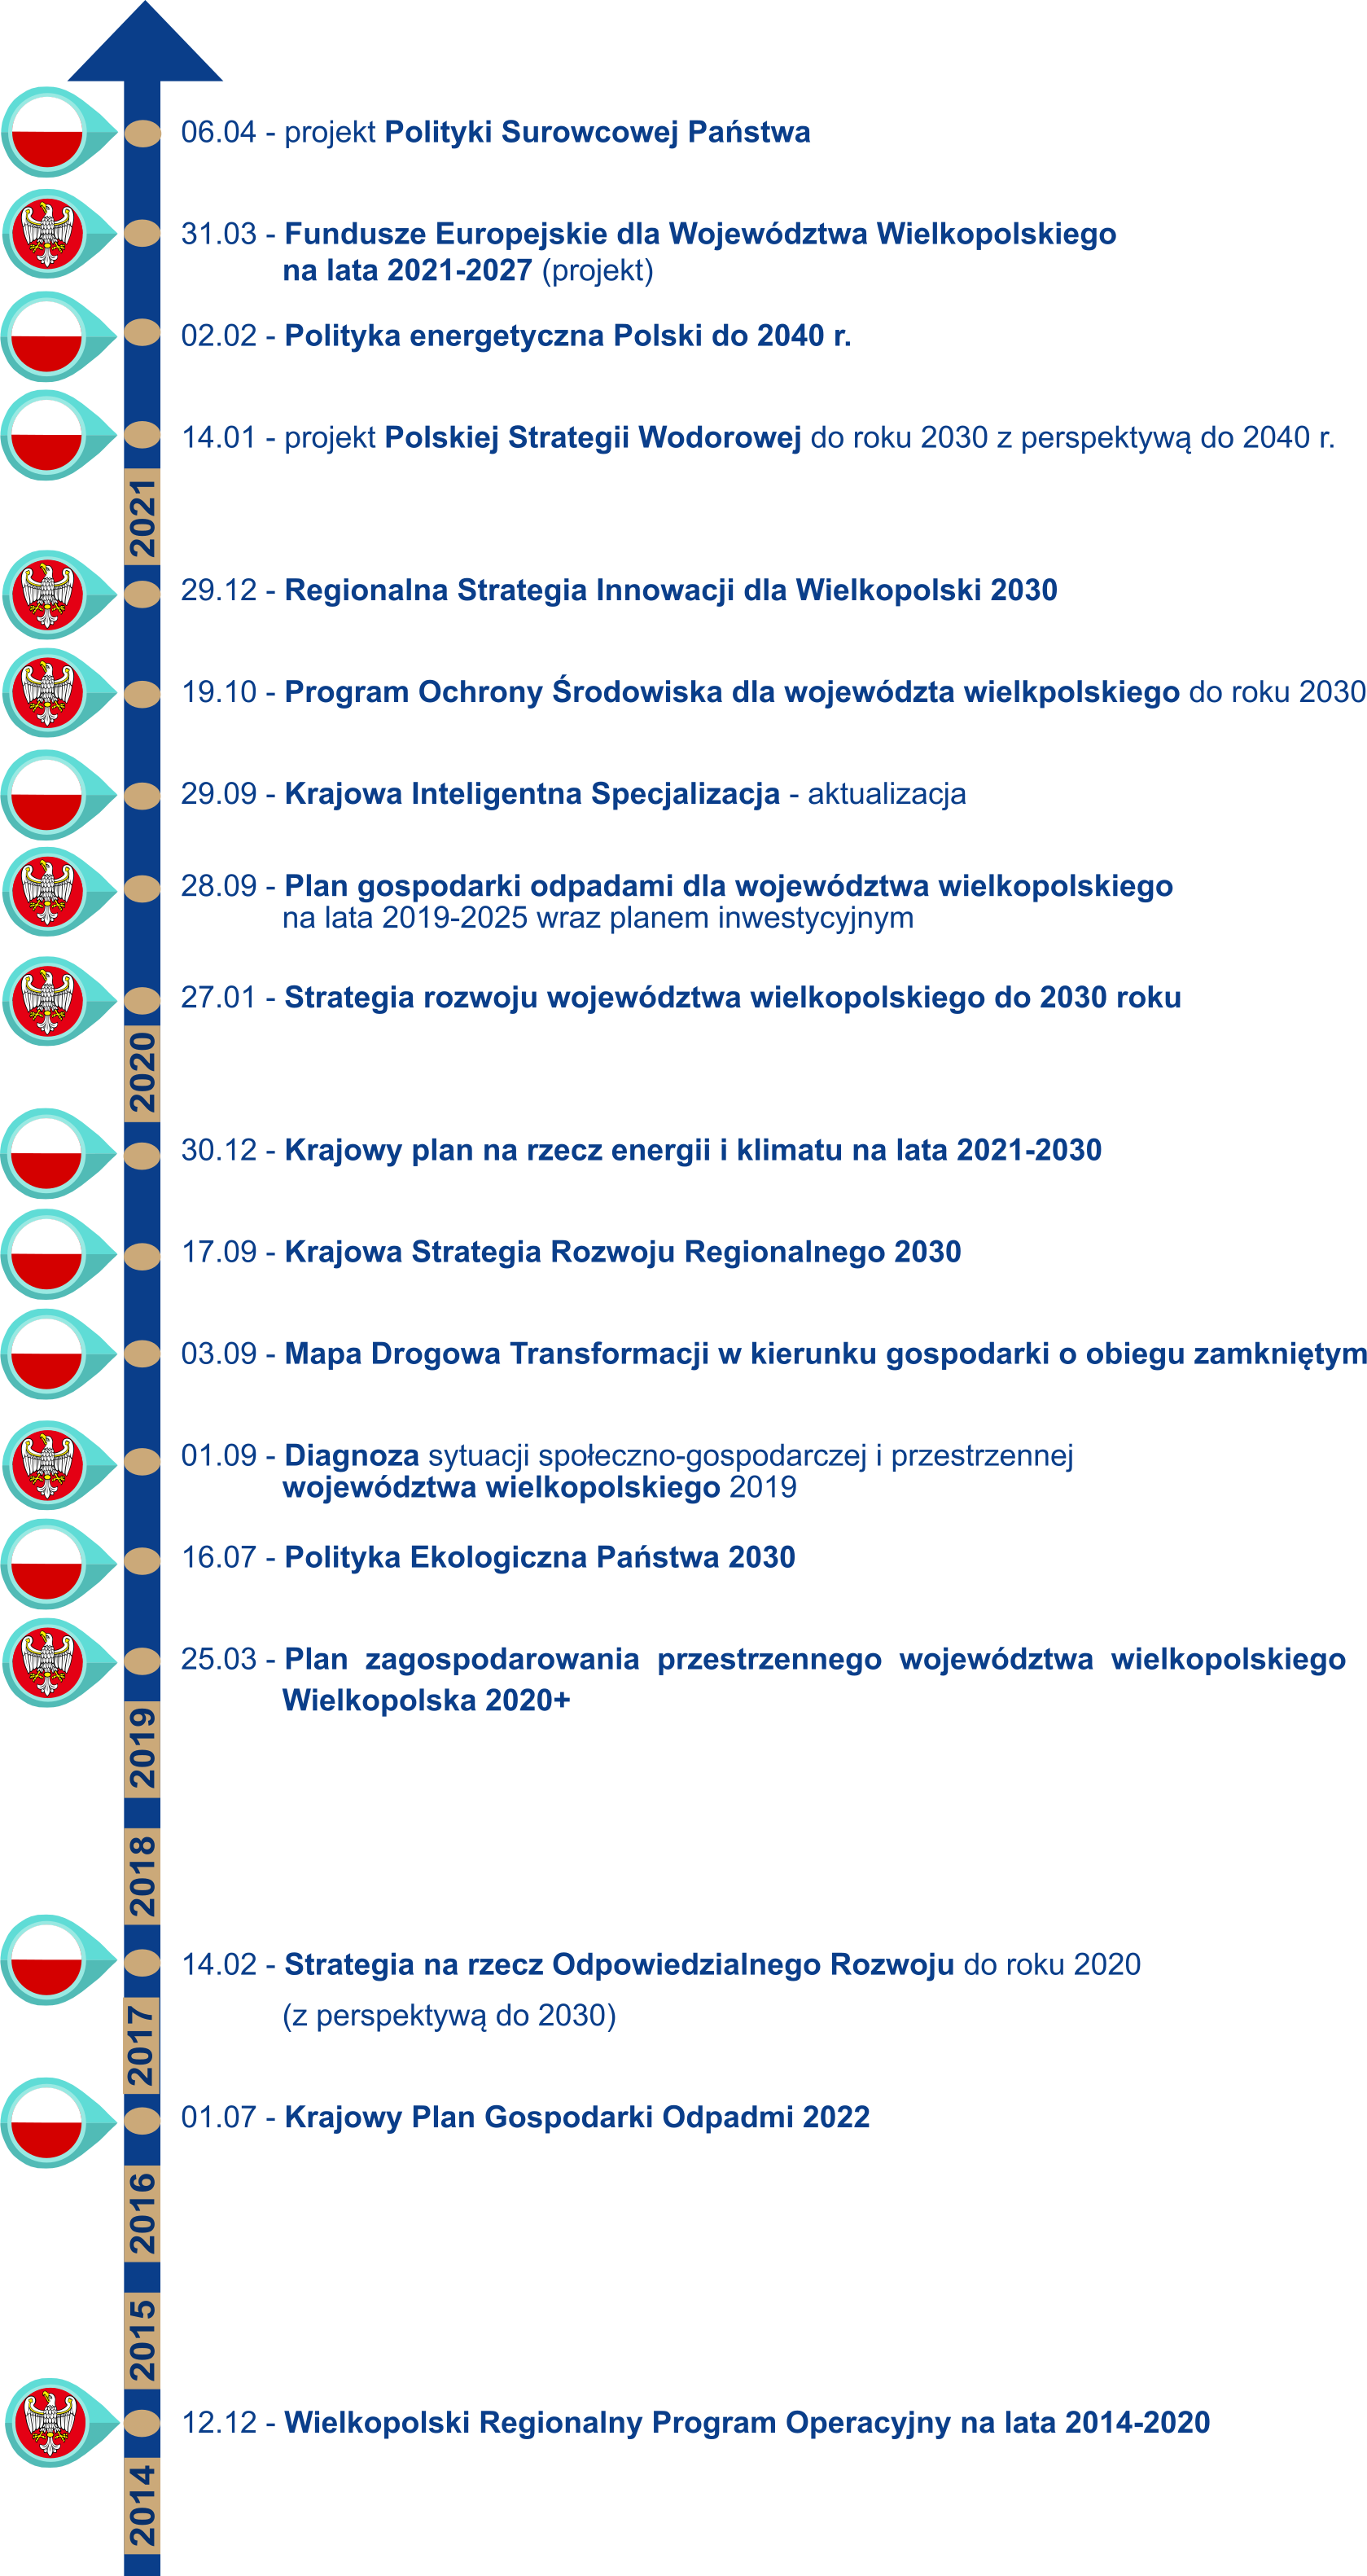 06.04 - projekt Polityki Surowcowej Państwa
31.03 - Fundusze Europejskie dla Województwa Wielkopolskiego
na lata 2021-2027 (projekt)
02.02 - Polityka energetyczna Polski do 2040 r.
14.01 - projekt Polskiej Strategii Wodorowej do roku 2030 z perspektywą do 2040 r.
2021
29.12 - Regionalna Strategia Innowacji dla Wielkopolski 2030
19.10 - Program Ochrony Środowiska dla województa wielkpolskiego do roku 2030
29.09 - Krajowa Inteligentna Specjalizacja - aktualizacja
28.09 - Plan gospodarki odpadami dla województwa wielkopolskiego
na lata 2019-2025 wraz planem inwestycyjnym
27.01 - Strategia rozwoju województwa wielkopolskiego do 2030 roku
2020
30.12 - Krajowy plan na rzecz energii i klimatu na lata 2021-2030
17.09 - Krajowa Strategia Rozwoju Regionalnego 2030
03.09 - Mapa Drogowa Transformacji w kierunku gospodarki o obiegu zamkniętym
01.09 - Diagnoza sytuacji społeczno-gospodarczej i przestrzennej
województwa wielkopolskiego 2019
16.07 - Polityka Ekologiczna Państwa 2030
25.03 - Plan zagospodarowania przestrzennego województwa wielkopolskiego
Wielkopolska 2020+
2019
2018
14.02 - Strategia na rzecz Odpowiedzialnego Rozwoju do roku 2020
(z perspektywą do 2030)
2017
01.07 - Krajowy Plan Gospodarki Odpadmi 2022
2016
2015
12.12 - Wielkopolski Regionalny Program Operacyjny na lata 2014-2020
2014